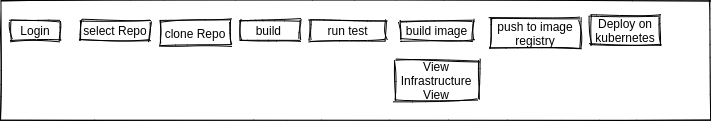 Login
select Repo
clone Repo
build
run test
build image
push to image
registry
Deploy on
kubernetes
View
Infrastructure
View